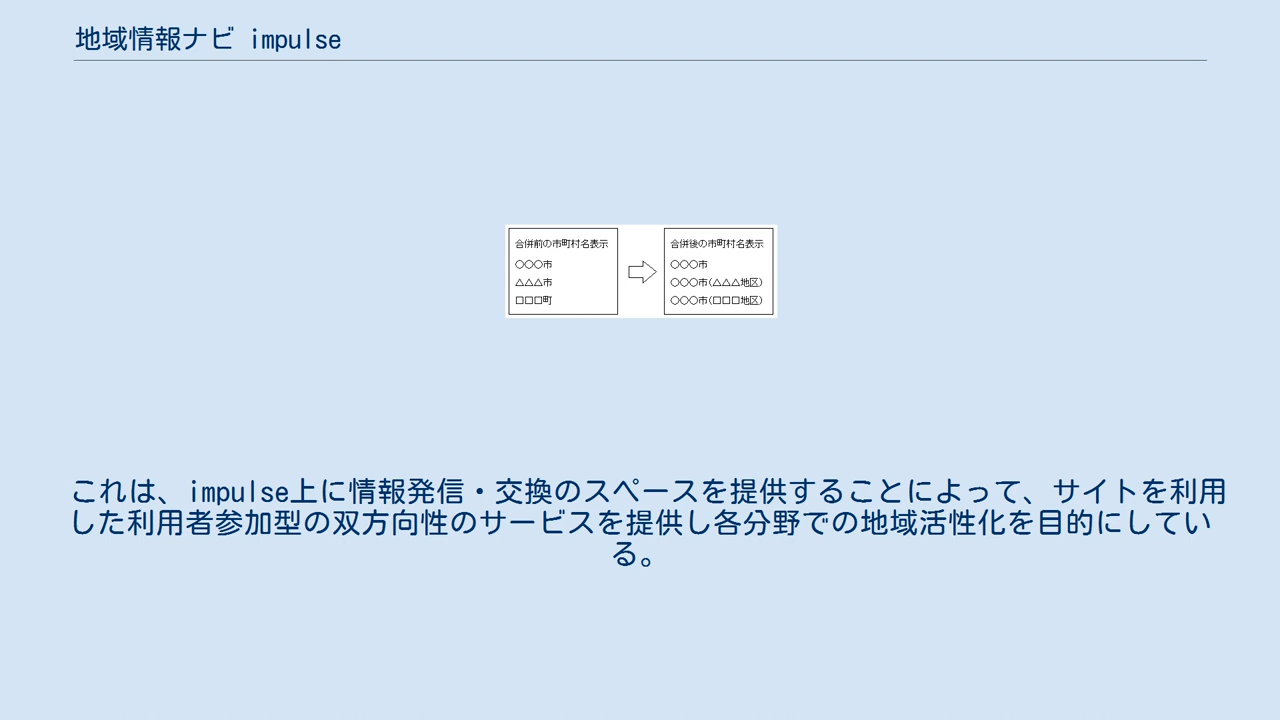 地域情報ナビ impulse
合併前の市町村名表示
○○○市
△△△市
□□□町
合併後の市町村名表示
○○○市
○○○市(△△△地区)
○○○市(□□□地区)
これは、impulse上に情報発信・交換のスペースを提供することによって、サイトを利用
した利用者参加型の双方向性のサービスを提供し各分野での地域活性化を目的にしてい
る。